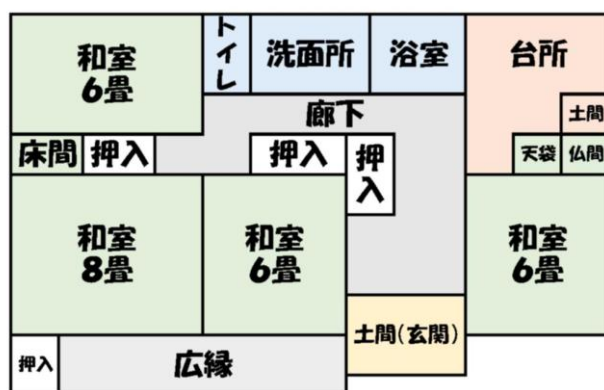 和室
6畳
トイレ
洗面所
浴室
台所
廊下
土間
床間
押入
押入
押入
天袋
仏間
和室
8畳
和室
6畳
和室
6畳
土間(玄関)
押入
広縁